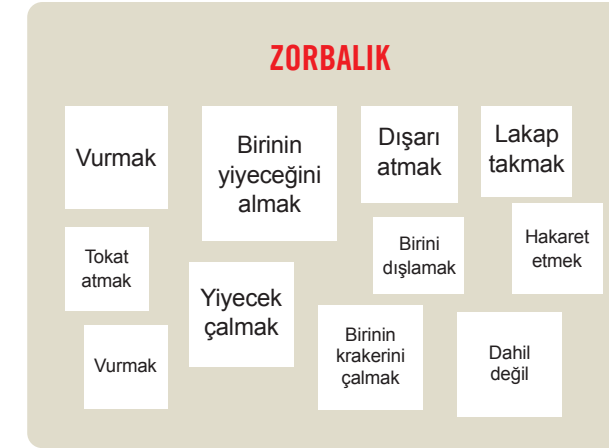 ZORBALIK
Vurmak
Birinin
yiyeceğini
almak
Dışarı
atmak
Lakap
takmak
Tokat
atmak
Yiyecek
çalmak
Birini
dışlamak
Hakaret
etmek
Vurmak
Birinin
krakerini
çalmak
Dahil
değil